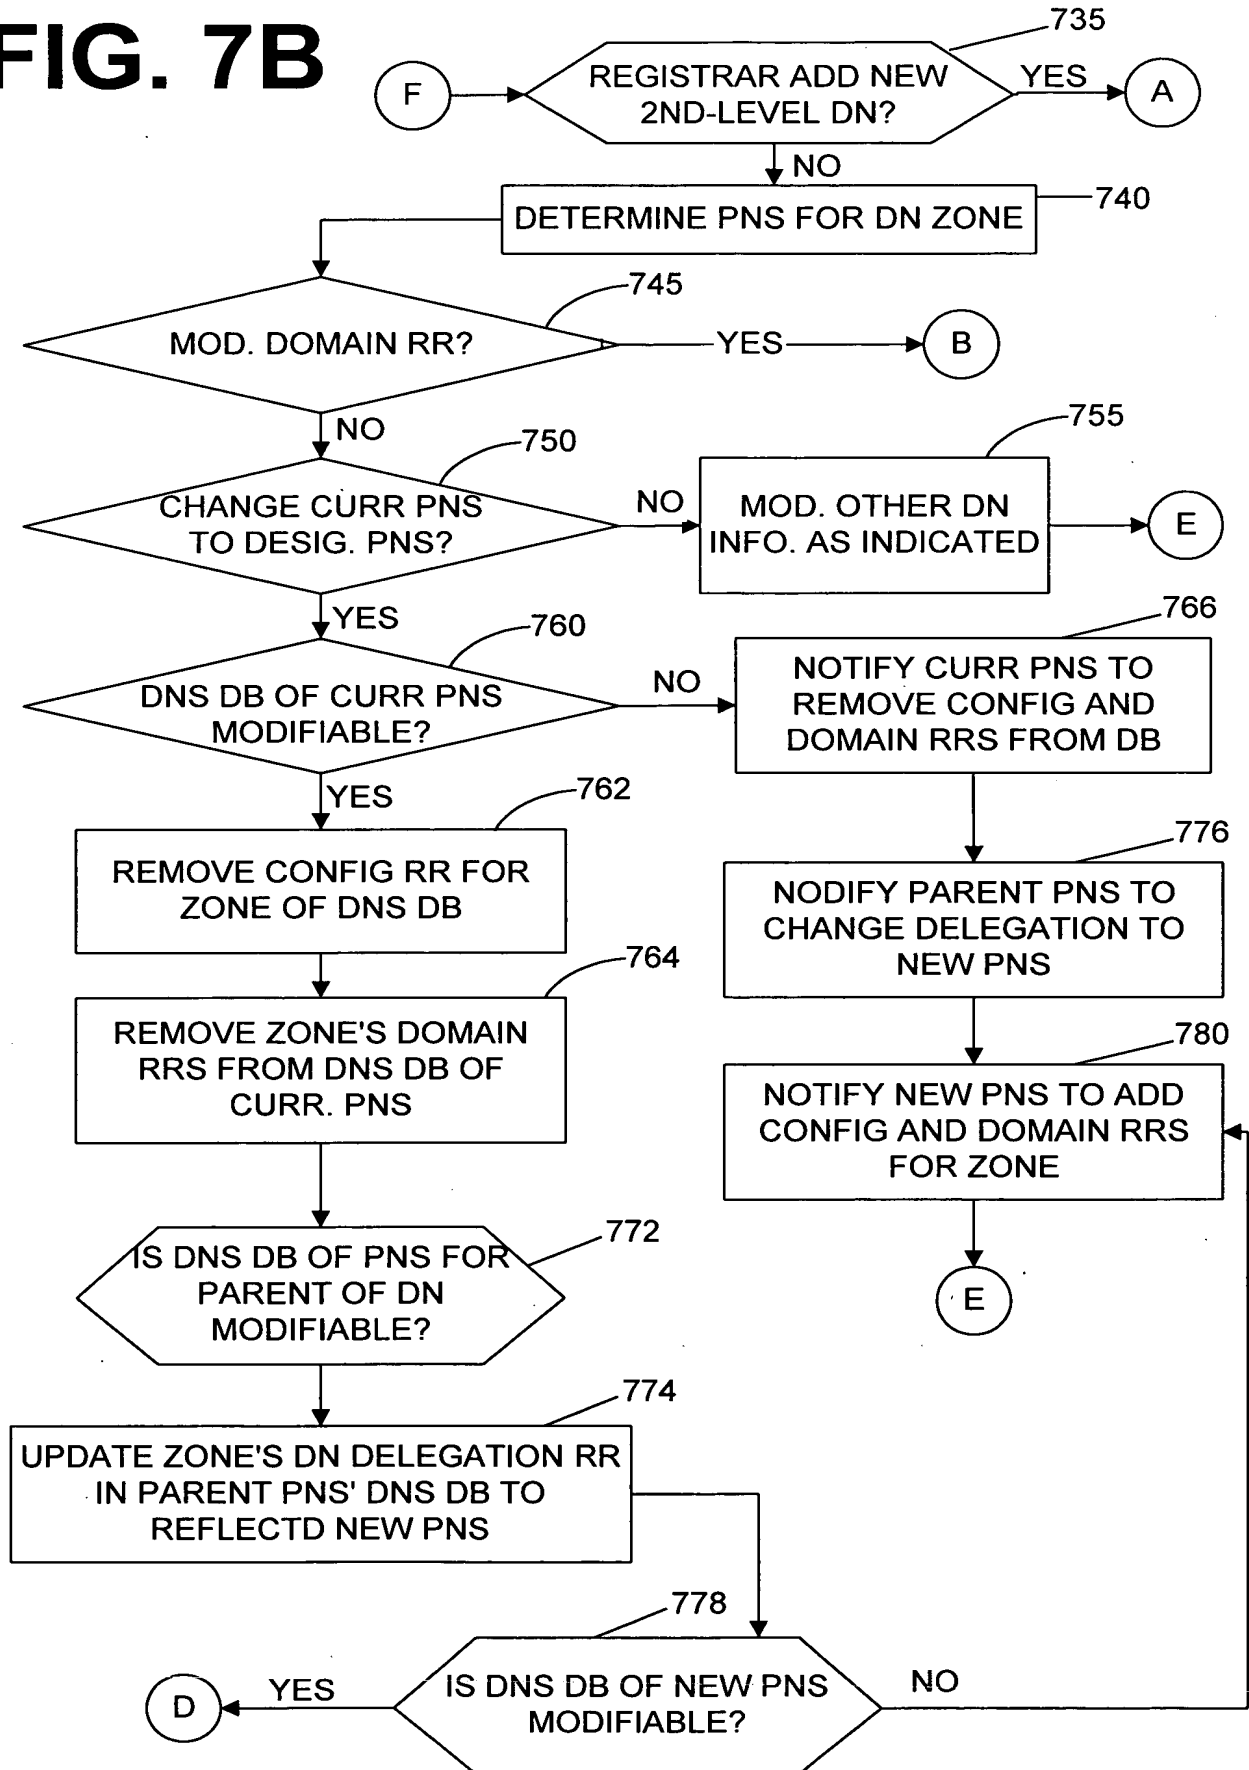 FIG. 7B
735
F
REGISTRAR ADD NEW
2ND-LEVEL DN?
YES
A
NO
DETERMINE PNS FOR DN ZONE
740
745
MOD. DOMAIN RR?
YES
B
NO
750
755
CHANGE CURR PNS
TO DESIG. PNS?
NO
MOD. OTHER DN
INFO. AS INDICATED
E
YES
760
766
DNS DB OF CURR PNS
MODIFIABLE?
NO
NOTIFY CURR PNS TO
REMOVE CONFIG AND
DOMAIN RRS FROM DB
YES
762
REMOVE CONFIG RR FOR
ZONE OF DNS DB
776
NODIFY PARENT PNS TO
CHANGE DELEGATION TO
NEW PNS
764
REMOVE ZONE'S DOMAIN
RRS FROM DNS DB OF
CURR. PNS
780
NOTIFY NEW PNS TO ADD
CONFIG AND DOMAIN RRS
FOR ZONE
772
IS DNS DB OF PNS FOR
PARENT OF DN
MODIFIABLE?
E
774
UPDATE ZONE'S DN DELEGATION RR
IN PARENT PNS' DNS DB TO
REFLECTD NEW PNS
778
D
YES
IS DNS DB OF NEW PNS
MODIFIABLE?
NO